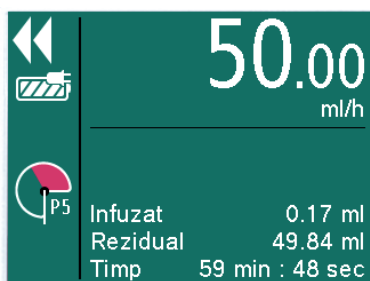 50.00
ml/h
P5
Infuzat 0.17 ml
Rezidual 49.84 ml
Timp 59 min : 48 sec